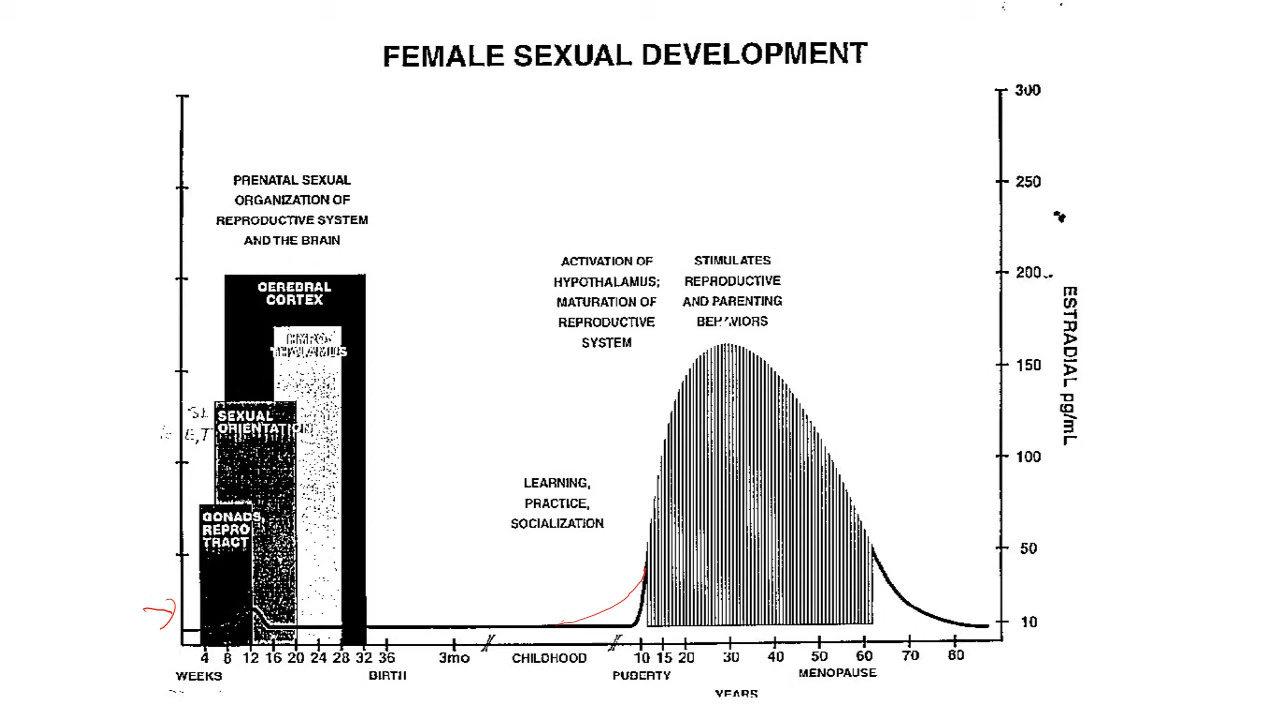 FEMALE SEXUAL DEVELOPMENT
300
250
200
150
100
50
10
ESTRADIAL pg/mL
PRENATAL SEXUAL
ORGANIZATION OF
REPRODUCTIVE SYSTEM
AND THE BRAIN
CEREBRAL
CORTEX
HYPO-
THALAMUS
SEXUAL
ORIENTATION
E,T
GONADS,
REPRO
TRACT
LEARNING,
PRACTICE,
SOCIALIZATION
ACTIVATION OF
HYPOTHALAMUS;
MATURATION OF
REPRODUCTIVE
SYSTEM
STIMULATES
REPRODUCTIVE
AND PARENTING
BEHAVIORS
4 8 12 16 20 24 28 32 36 3mo CHILDHOOD 10 15 20 30 40 50 60 70 80
WEEKS BIRTH PUBERTY MENOPAUSE
YEARS